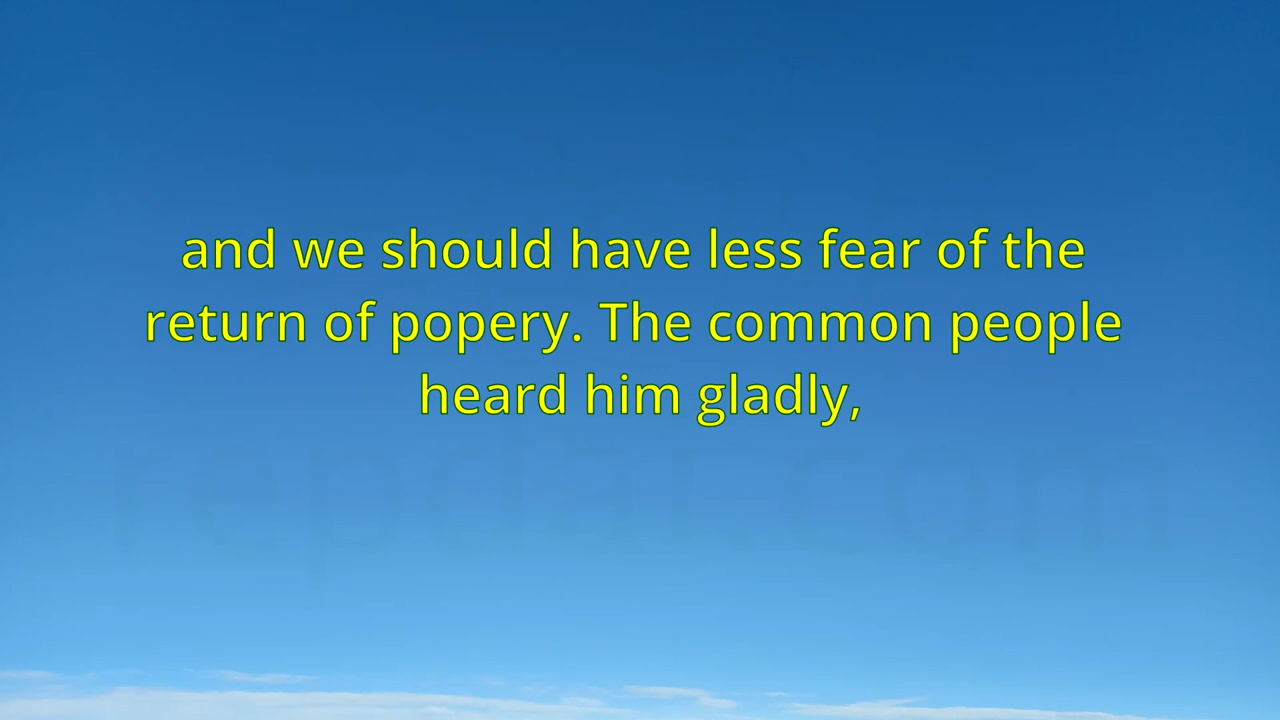 and we should have less fear of the
return of popery. The common people
heard him gladly,